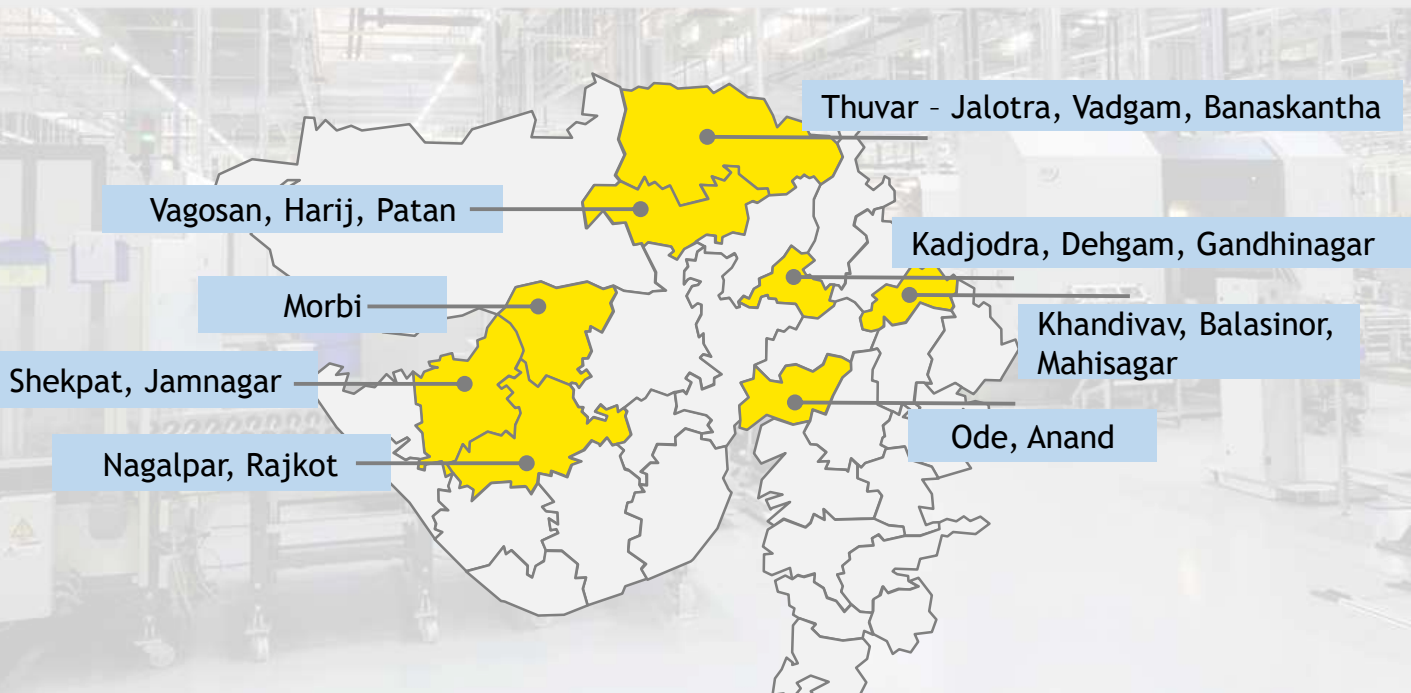 Thuvar – Jalotra, Vadgam, Banaskantha
Vagosan, Harij, Patan
Kadjodra, Dehgam, Gandhinagar
Morbi
Khandivav, Balasinor,
Mahisagar
Shekpat, Jamnagar
Ode, Anand
Nagalpar, Rajkot